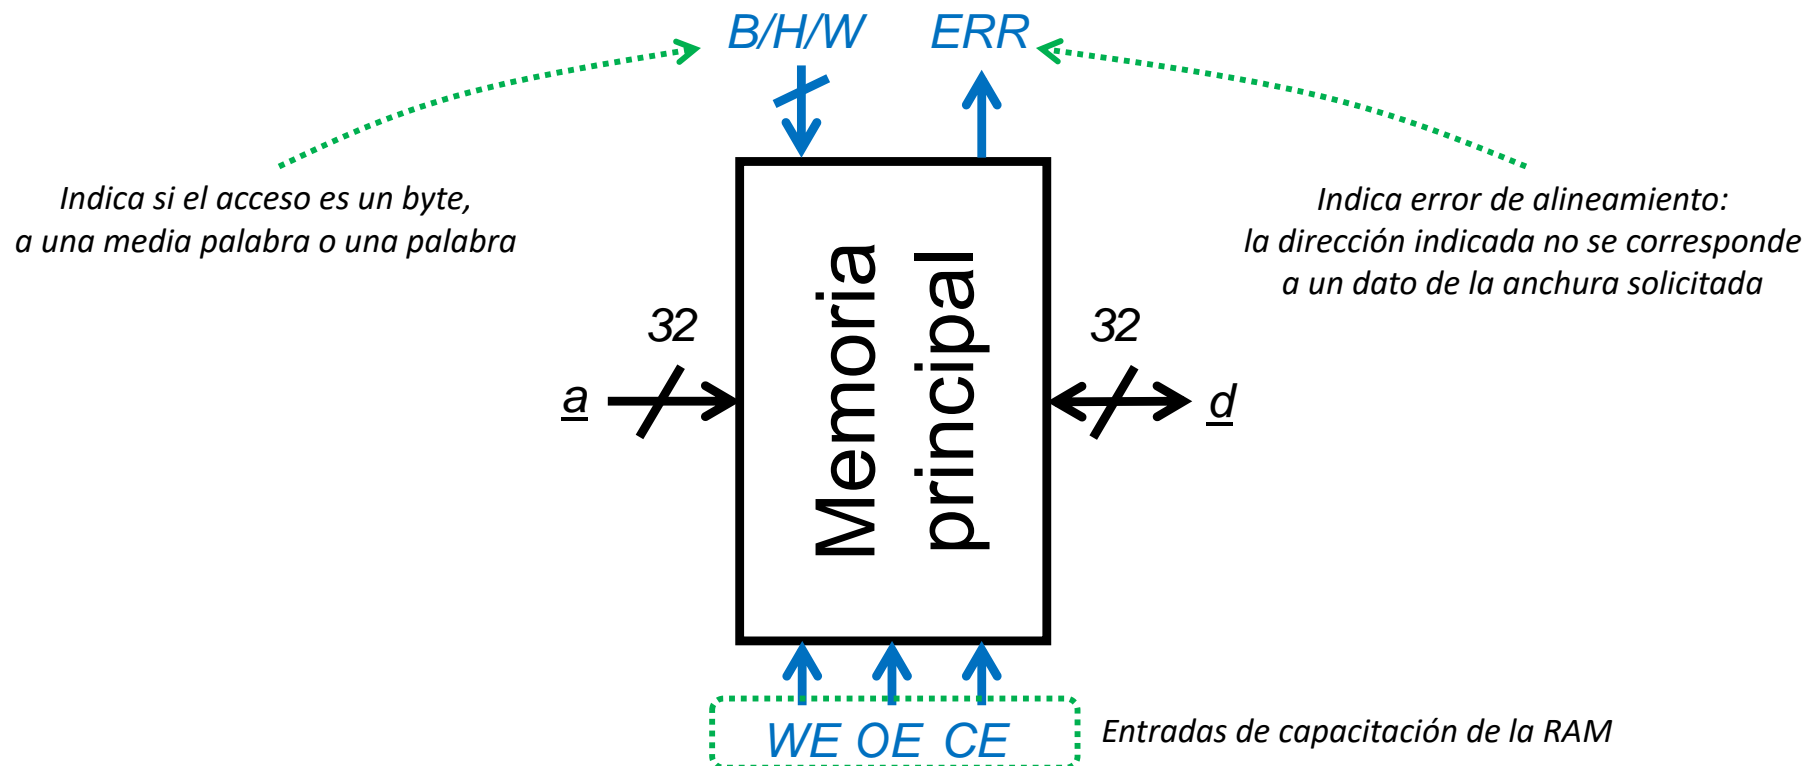 B/H/W ERR
Indica si el acceso es un byte,
a una media palabra o una palabra
Indica error de alineamiento:
la dirección indicada no se corresponde
a un dato de la anchura solicitada
32
a
Memoria
principal
32
d
WE OE CE
Entradas de capacitación de la RAM